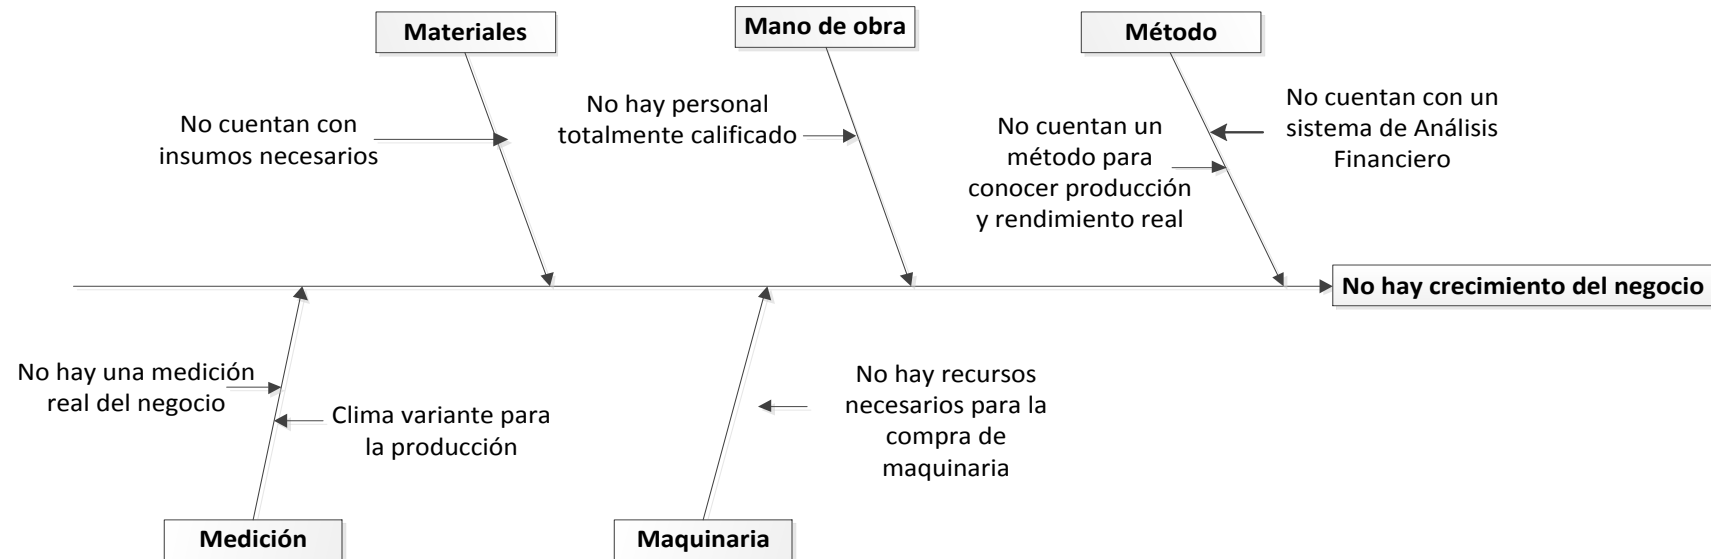 Materiales
Mano de obra
Método
No cuentan con
insumos necesarios
No hay personal
totalmente calificado
No cuentan un
método para
conocer producción
y rendimiento real
No cuentan con un
sistema de Análisis
Financiero
No hay crecimiento del negocio
No hay una medición
real del negocio
Clima variante para
la producción
No hay recursos
necesarios para la
compra de
maquinaria
Medición
Maquinaria